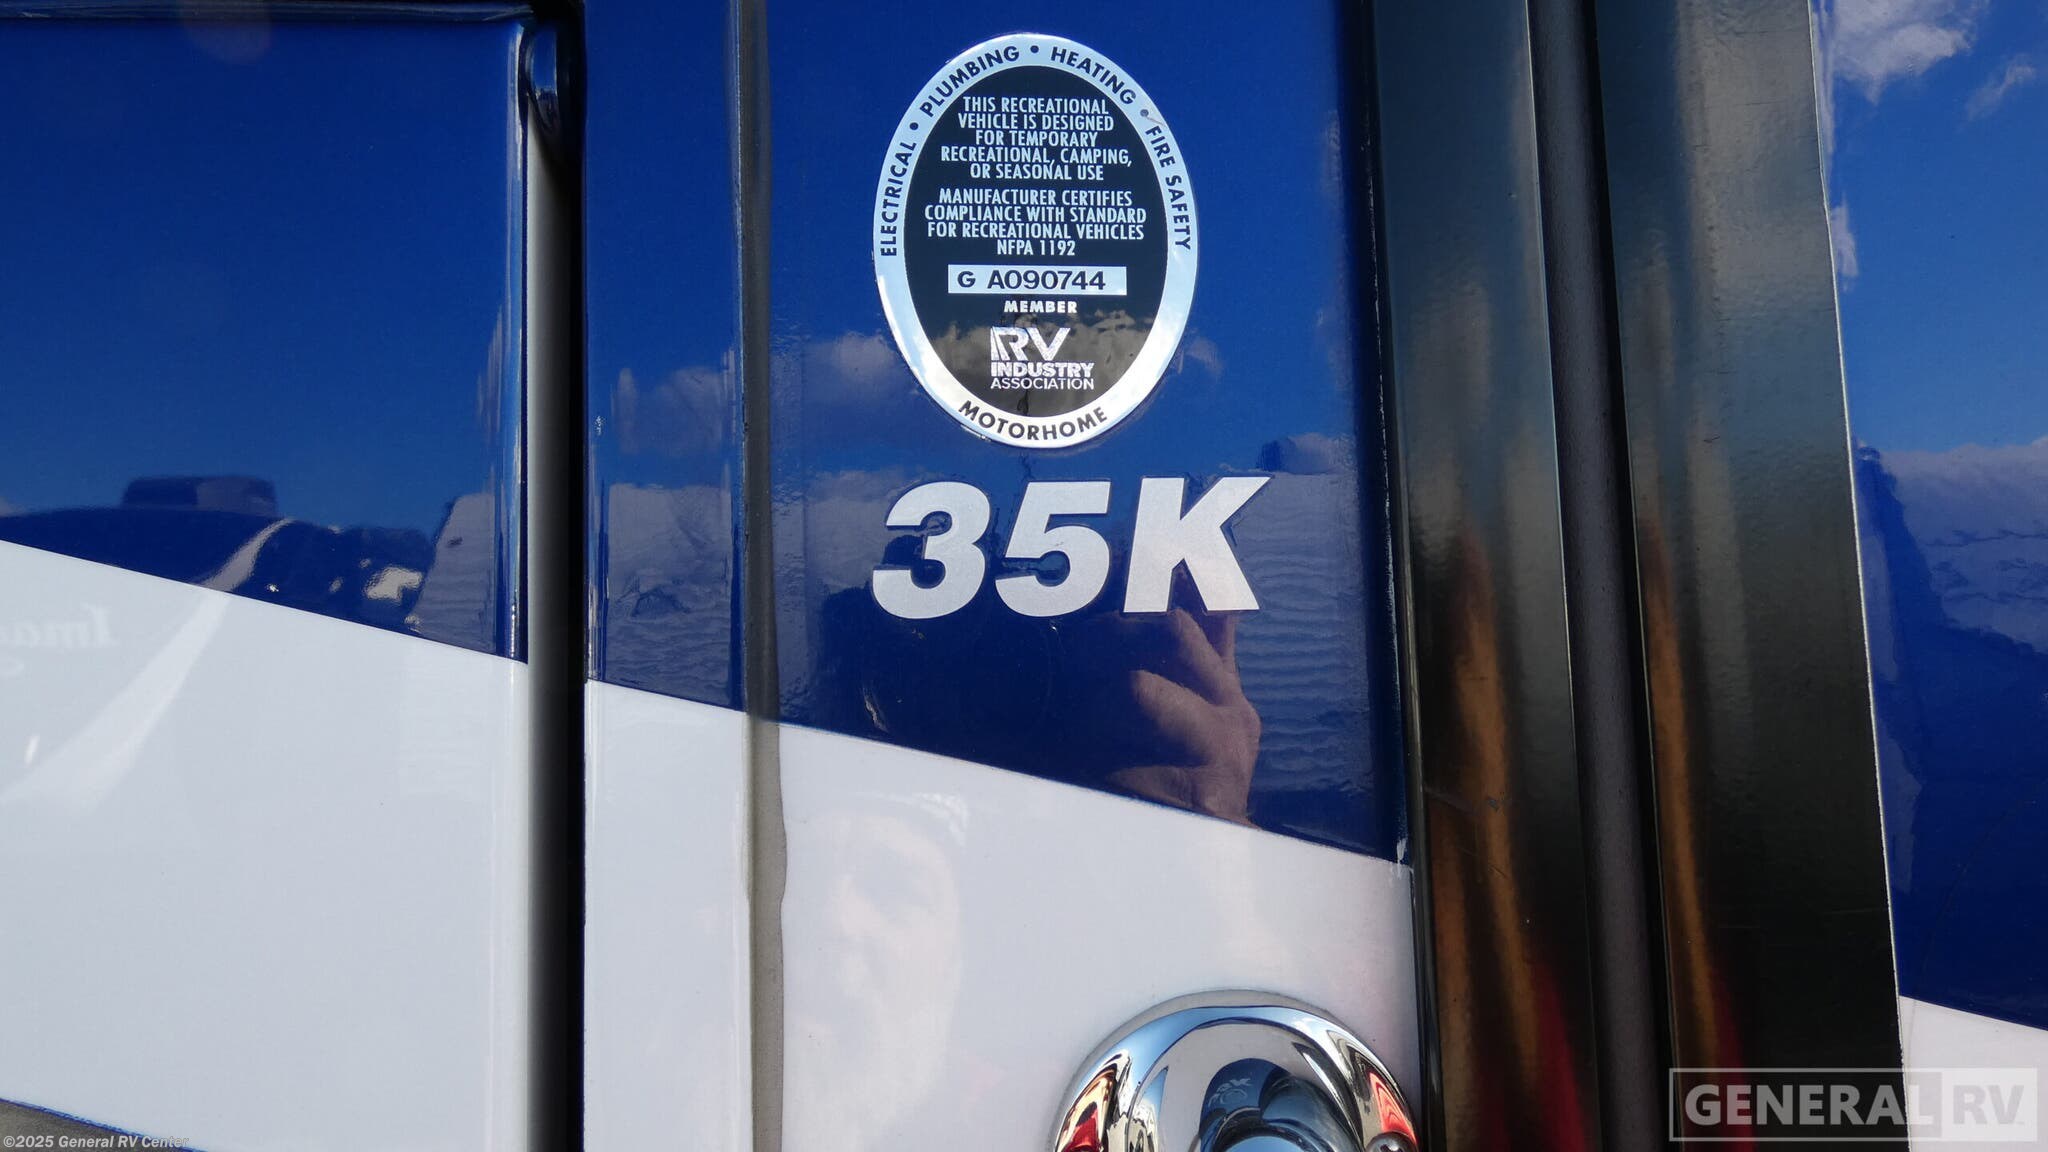 ELECTRICAL • PLUMBING • HEATING • FIRE SAFETY
THIS RECREATIONAL
VEHICLE IS DESIGNED
FOR TEMPORARY
RECREATIONAL, CAMPING,
OR SEASONAL USE
MANUFACTURER CERTIFIES
COMPLIANCE WITH STANDARD
FOR RECREATIONAL VEHICLES
NFPA 1192
G A090744
MEMBER
RV
INDUSTRY
ASSOCIATION
MOTORHOME
35K
GENERAL RV
©2025 General RV Center